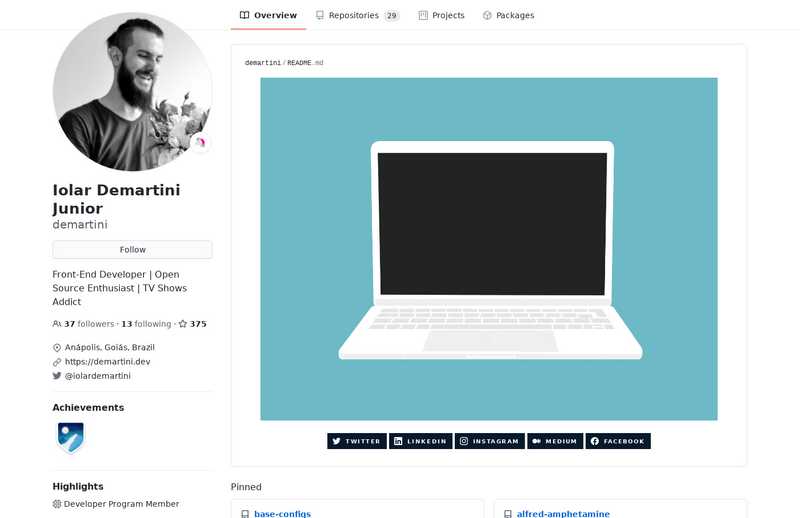 Overview
Repositories 29
Projects
Packages
Iolar Demartini
Junior
demartini
Follow
Front-End Developer | Open
Source Enthusiast | TV Shows
Addict
37 followers · 13 following · 375
Anápolis, Goiás, Brazil
https://demartini.dev
@iolardemartini
Achievements
Highlights
Developer Program Member
demartini/README.md
TWITTER
LINKEDIN
INSTAGRAM
MEDIUM
FACEBOOK
Pinned
base-configs
alfred-amphetamine